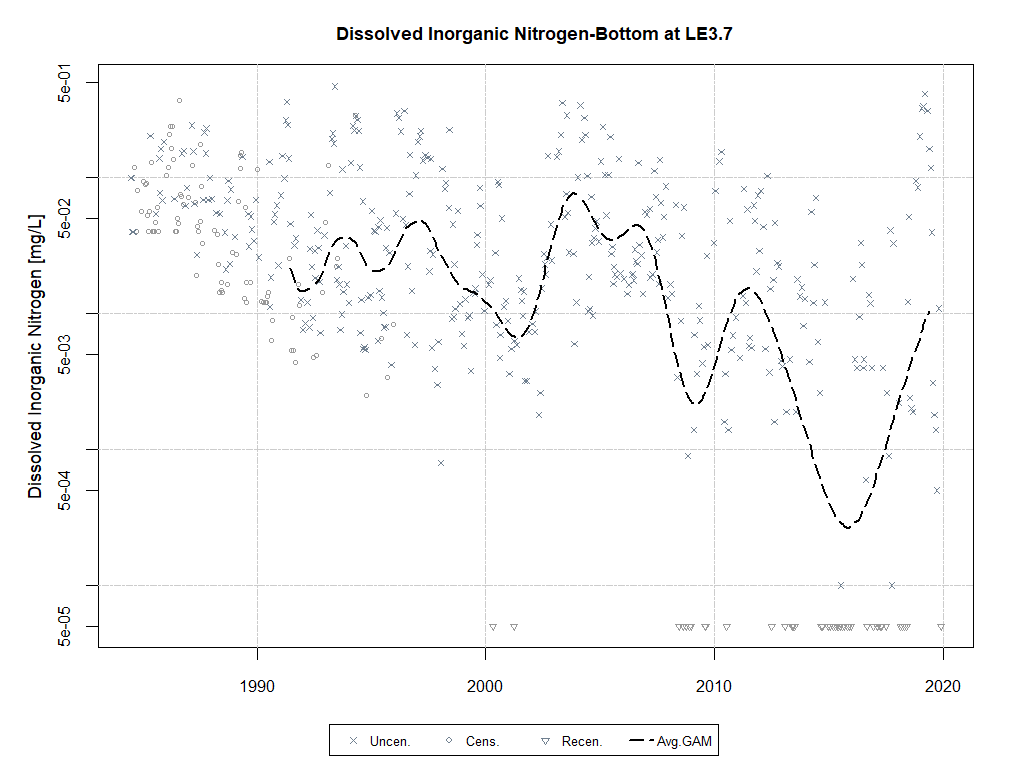 Dissolved Inorganic Nitrogen-Bottom at LE3.7
Dissolved Inorganic Nitrogen [mg/L]
5e-01
5e-02
5e-03
5e-04
5e-05
1990 2000 2010 2020
Uncen. Cens. Recen. Avg.GAM